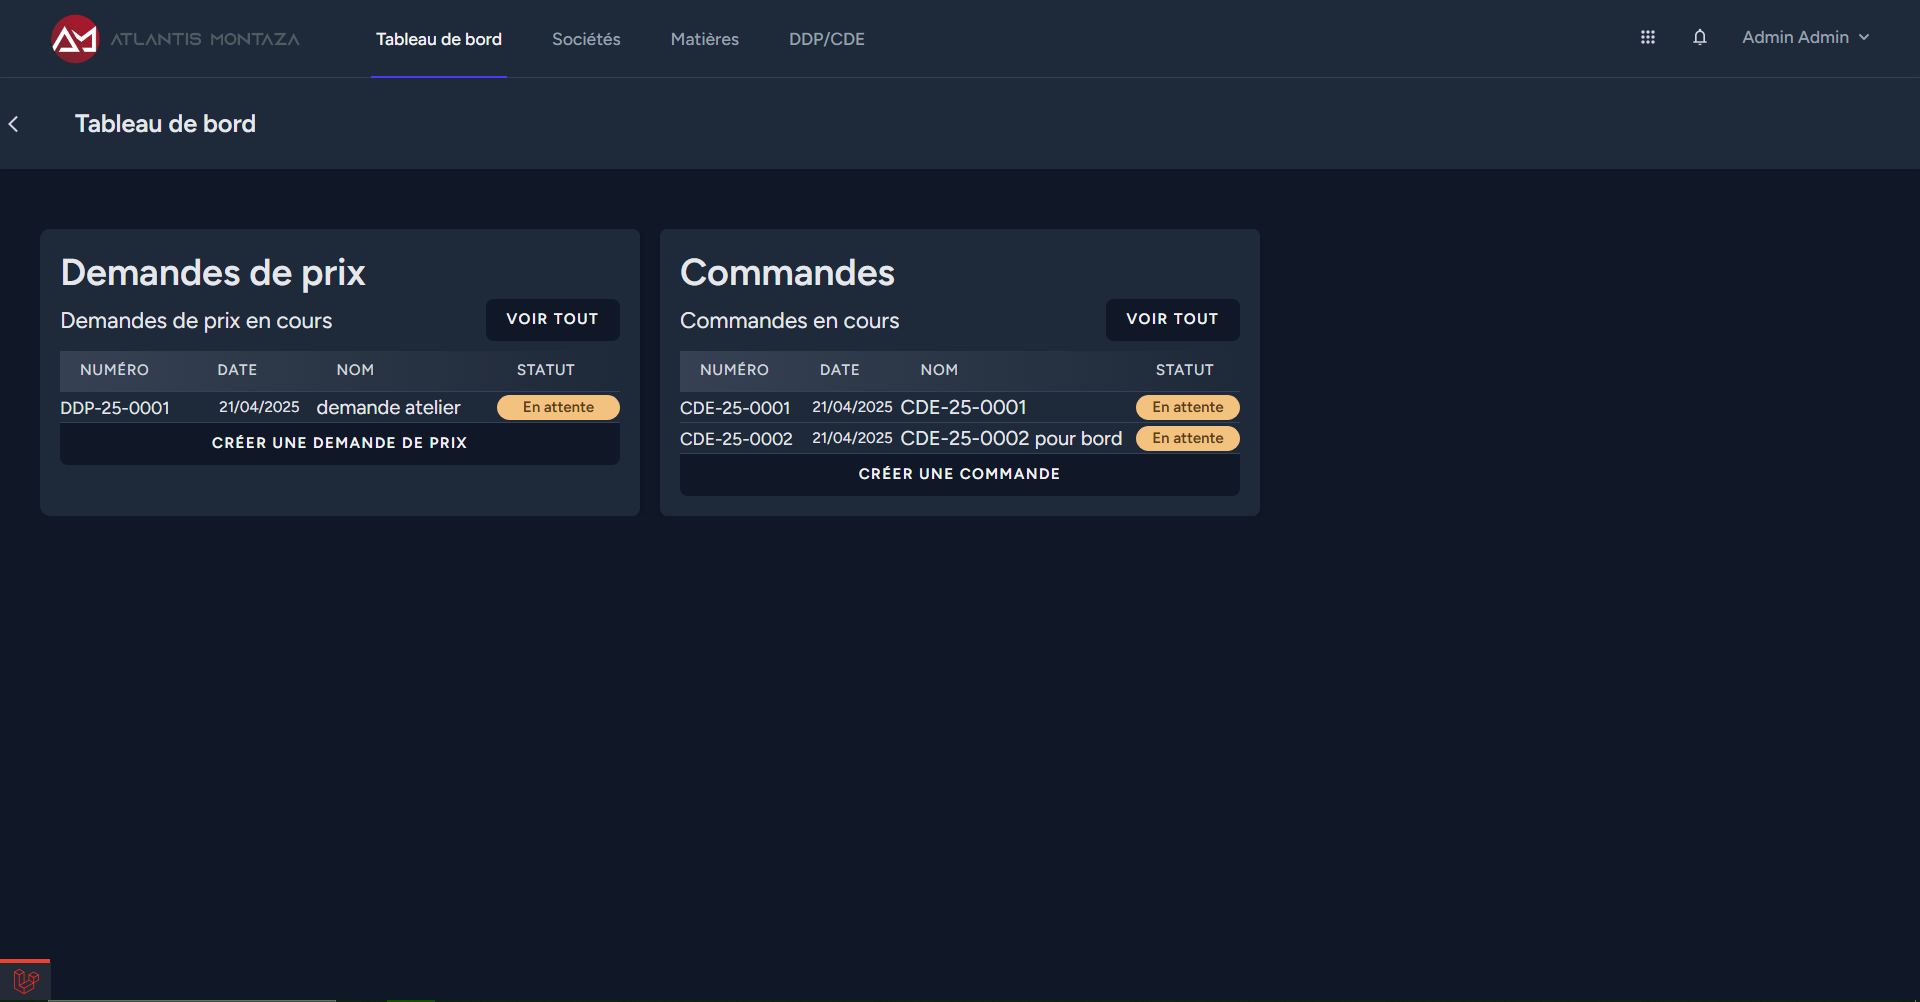 ATLANTIS MONTAZA
Tableau de bord
Sociétés
Matières
DDP/CDE
Admin Admin
Tableau de bord
Demandes de prix
Demandes de prix en cours
VOIR TOUT
NUMÉRO DATE NOM STATUT
DDP-25-0001 21/04/2025 demande atelier En attente
CRÉER UNE DEMANDE DE PRIX
Commandes
Commandes en cours
VOIR TOUT
NUMÉRO DATE NOM STATUT
CDE-25-0001 21/04/2025 CDE-25-0001 En attente
CDE-25-0002 21/04/2025 CDE-25-0002 pour bord En attente
CRÉER UNE COMMANDE